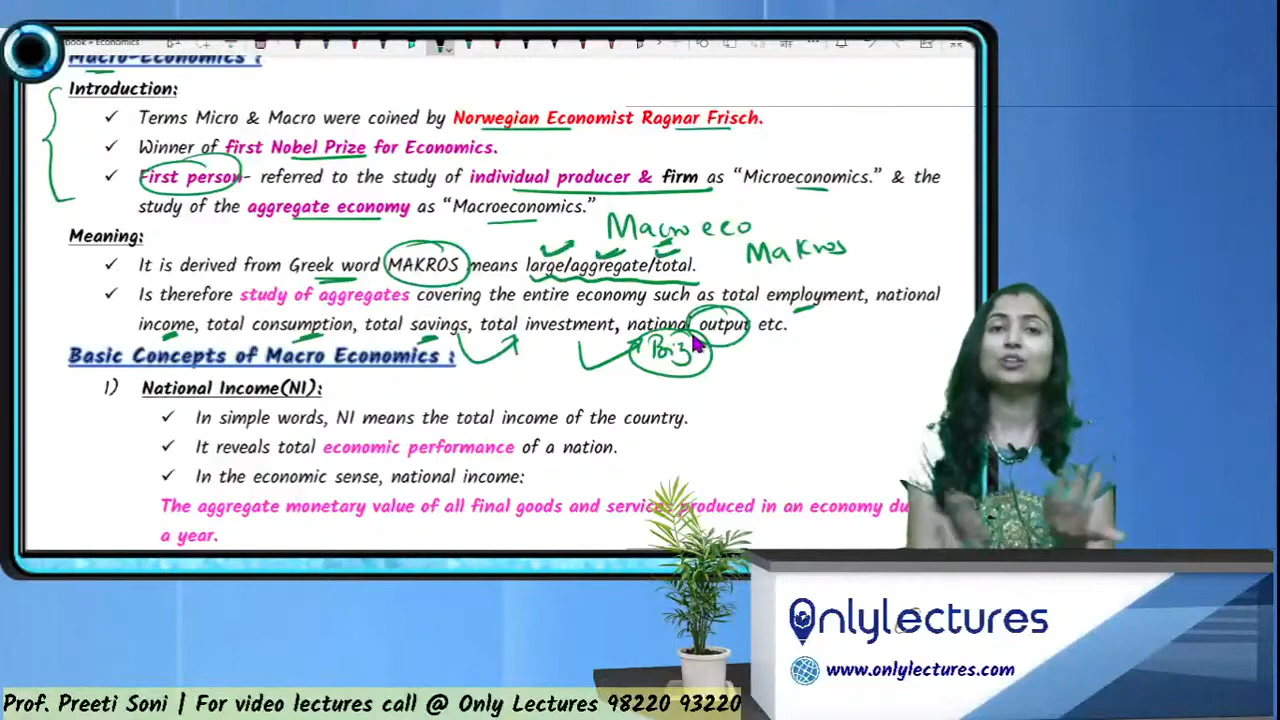 book » Economics
Macro-Economics :
Introduction:
✓ Terms Micro & Macro were coined by Norwegian Economist Ragnar Frisch.
✓ Winner of first Nobel Prize for Economics.
✓ First person- referred to the study of individual producer & firm as “Microeconomics.” & the
study of the aggregate economy as “Macroeconomics.”
Macro eco
Meaning:
Makros
✓ It is derived from Greek word MAKROS means large/aggregate/total.
✓ Is therefore study of aggregates covering the entire economy such as total employment, national
income, total consumption, total savings, total investment, national output etc.
Basic Concepts of Macro Economics :
1) National Income(NI):
✓ In simple words, NI means the total income of the country.
✓ It reveals total economic performance of a nation.
✓ In the economic sense, national income:
The aggregate monetary value of all final goods and services produced in an economy du
a year.
Onlylectures
www.onlylectures.com
Prof. Preeti Soni | For video lectures call @ Only Lectures 98220 93220